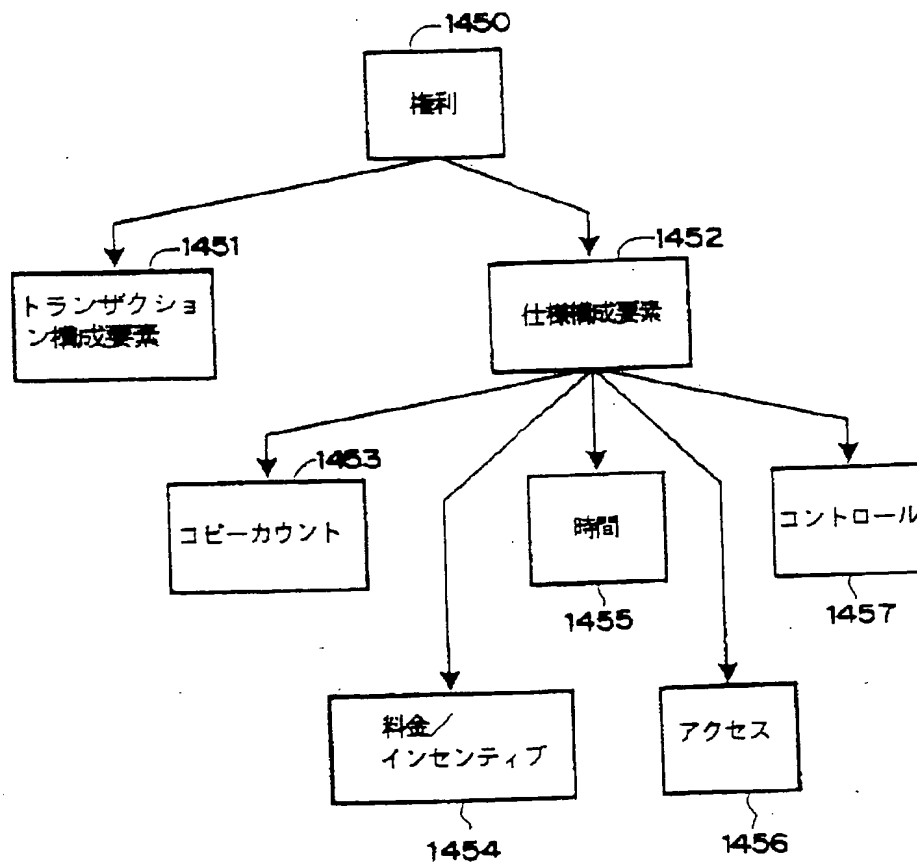 1450
権利
1451
トランザクショ
ン構成要素
1452
仕様構成要素
1453
コピーカウント
時間
1455
コントロール
1457
料金／
インセンティブ
1454
アクセス
1456